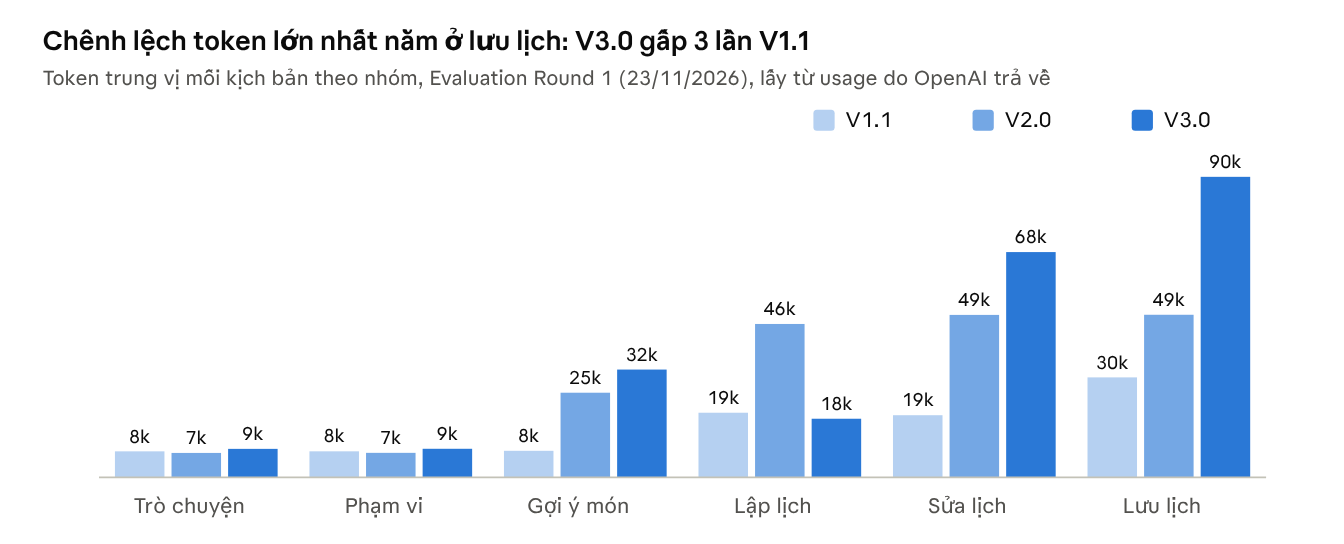 Chênh lệch token lớn nhất nằm ở lưu lịch: V3.0 gấp 3 lần V1.1
Token trung vị mỗi kịch bản theo nhóm, Evaluation Round 1 (23/11/2026), lấy từ usage do OpenAI trả về
V1.1 V2.0 V3.0
8k 7k 9k
8k 7k 9k
8k 25k 32k
19k 46k 18k
19k 49k 68k
30k 49k 90k
Trò chuyện Phạm vi Gợi ý món Lập lịch Sửa lịch Lưu lịch